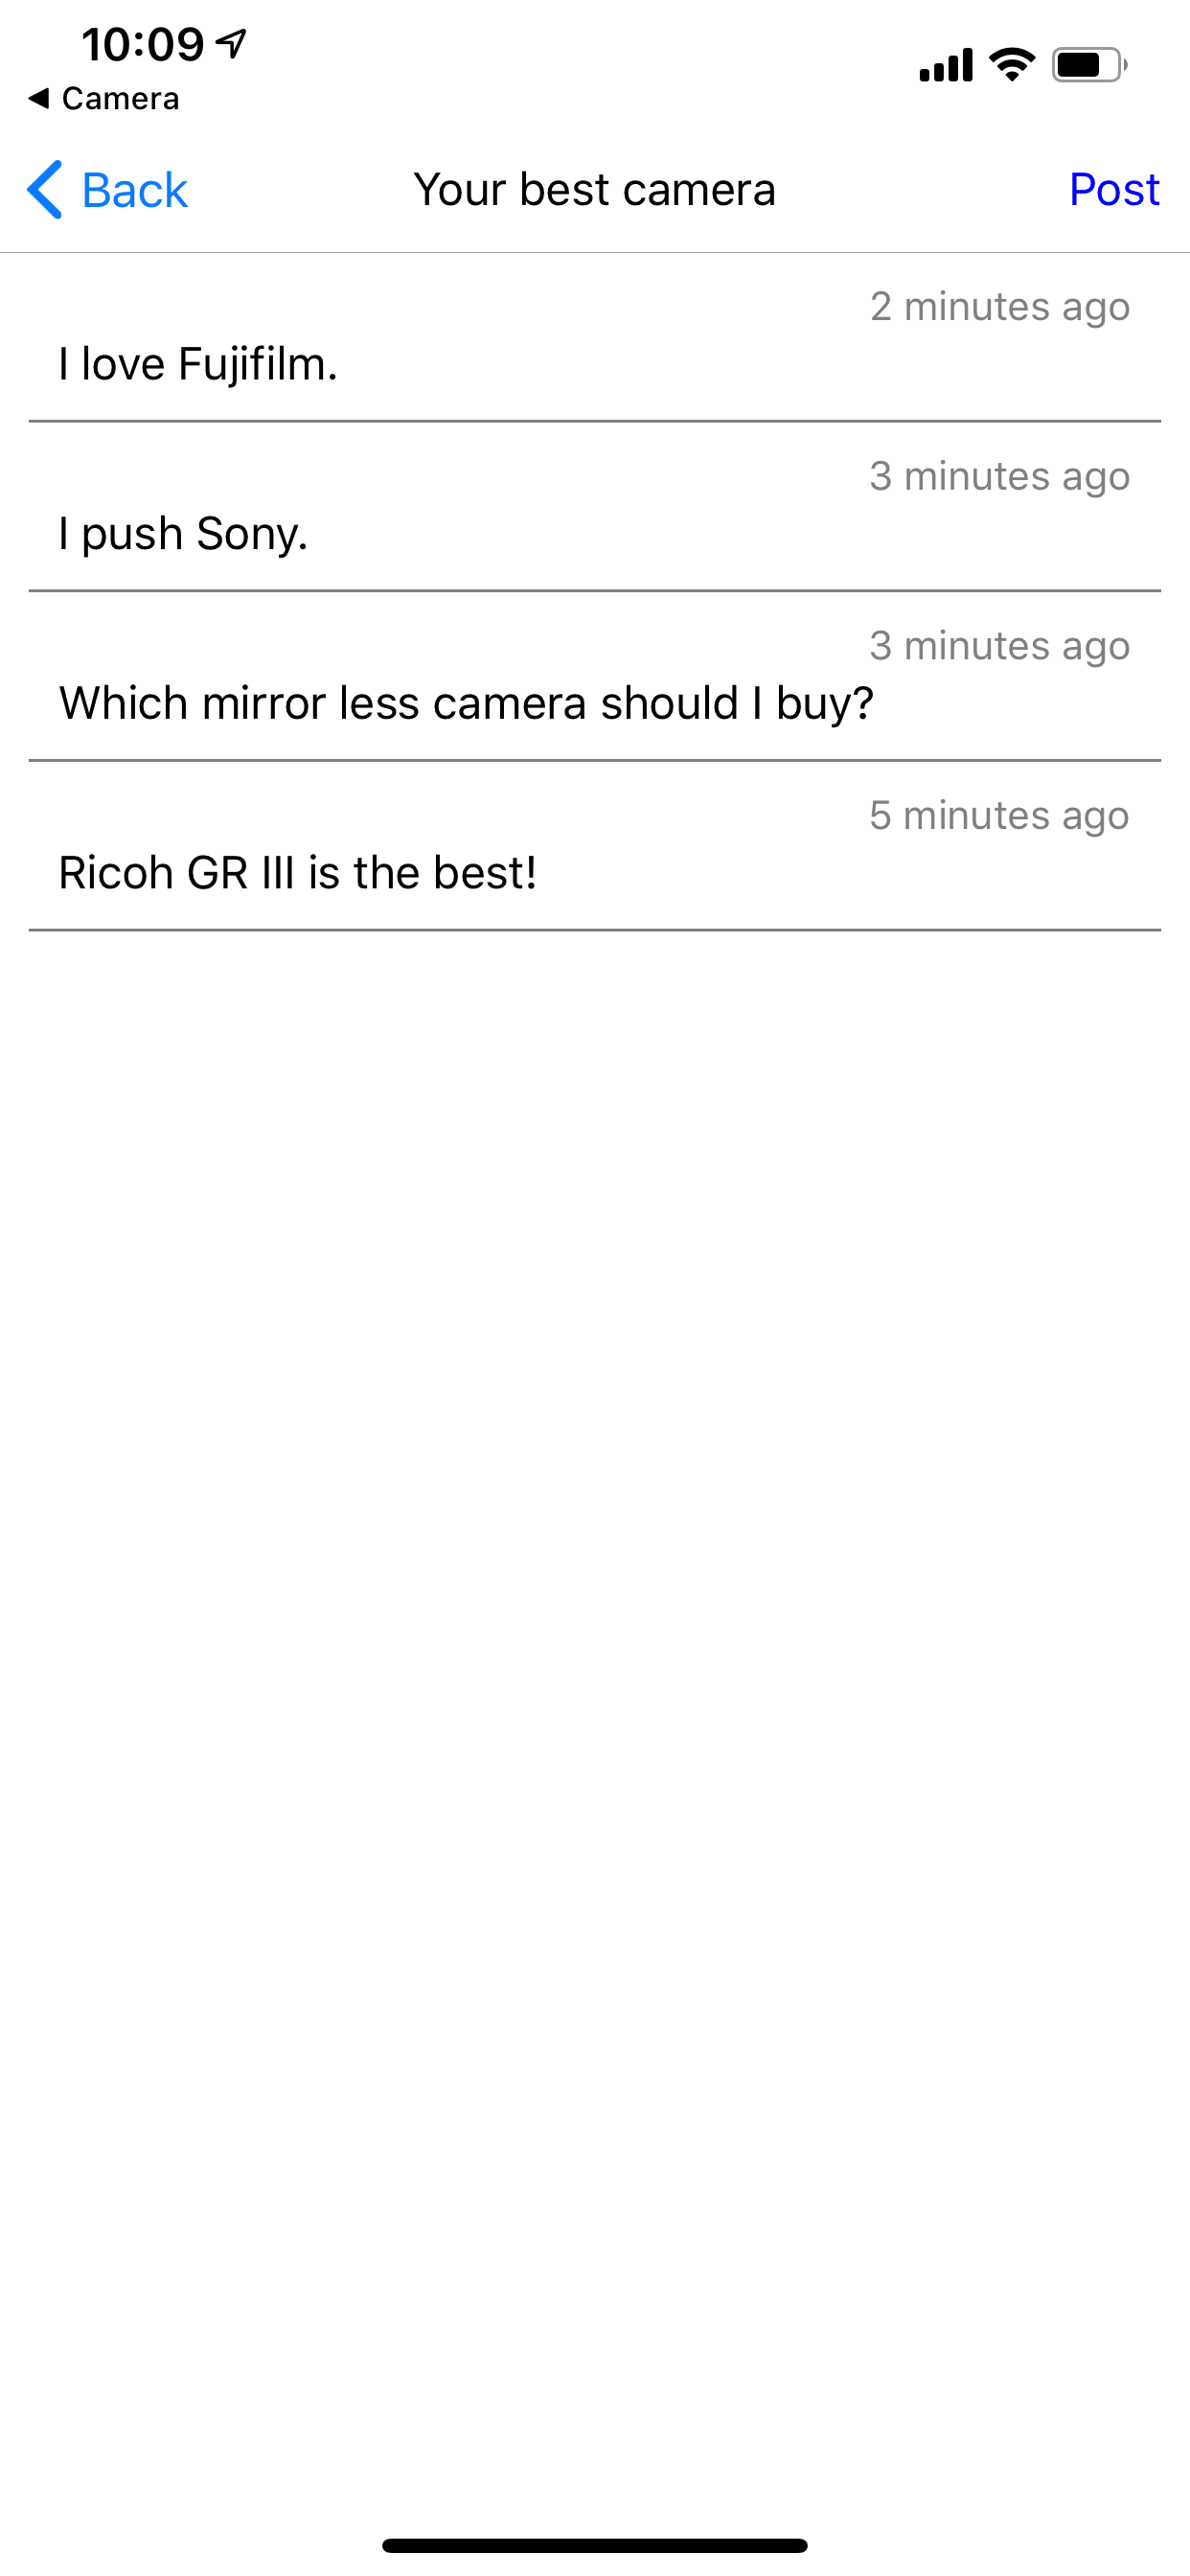 10:09
Camera
Back
Your best camera
Post
2 minutes ago
I love Fujifilm.
3 minutes ago
I push Sony.
3 minutes ago
Which mirror less camera should I buy?
5 minutes ago
Ricoh GR III is the best!